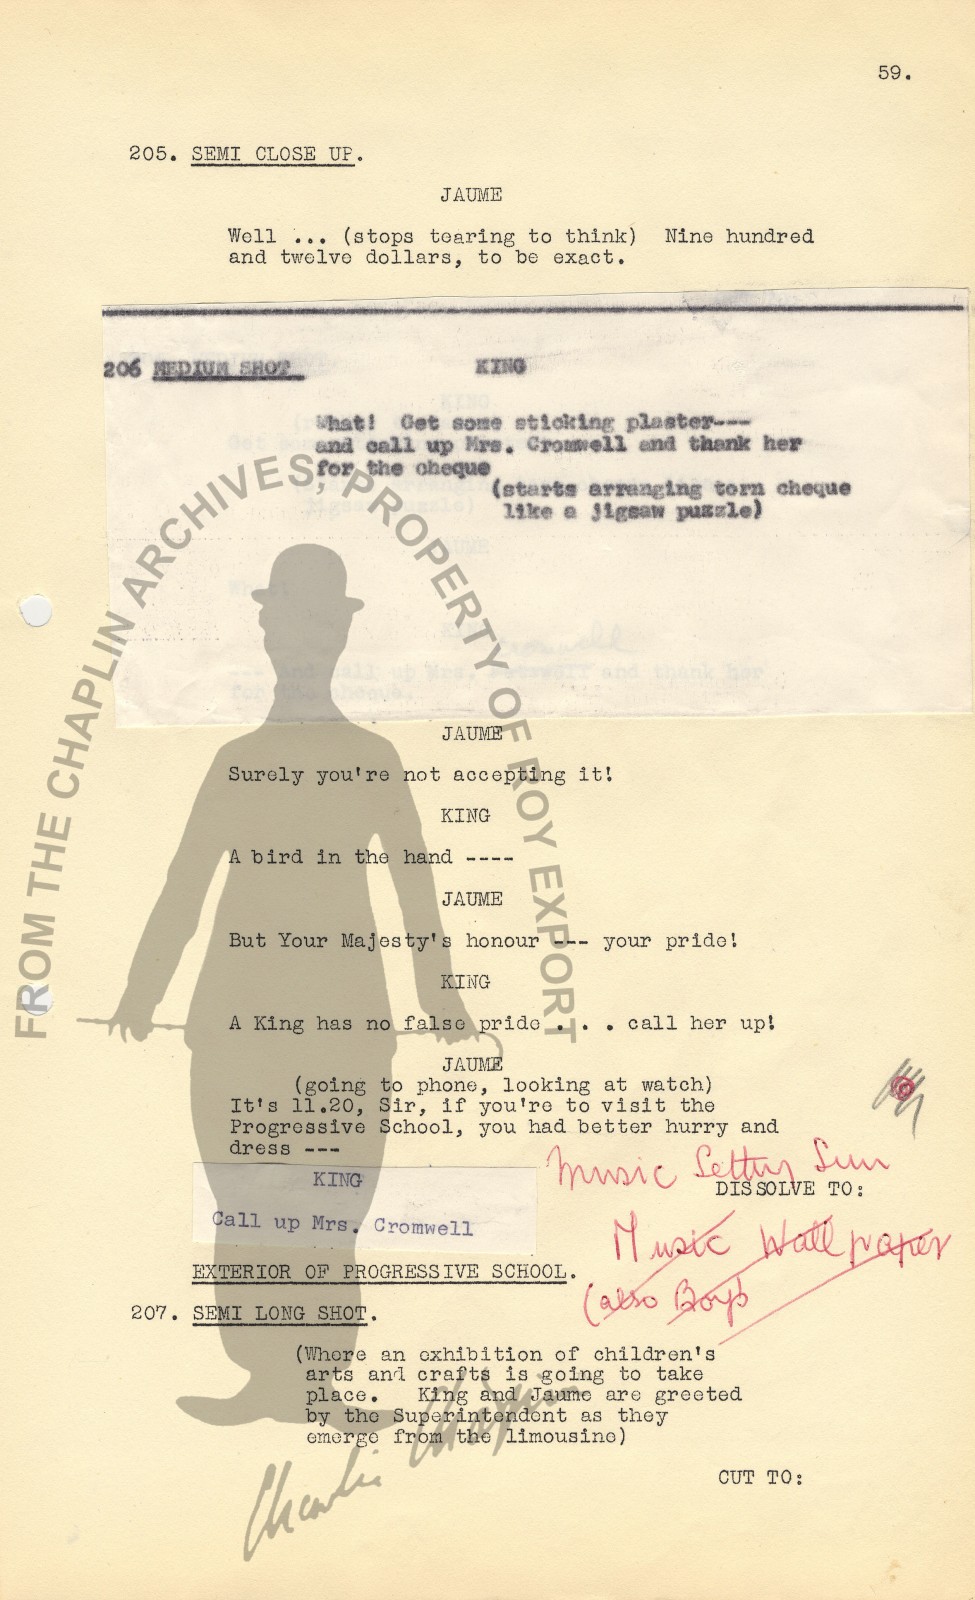 59.
205. SEMI CLOSE UP.
JAUME
Well ... (stops tearing to think) Nine hundred
and twelve dollars, to be exact.
206 MEDIUM SHOT KING
What! Get some sticking plaster---
and call up Mrs. Cromwell and thank her
for the cheque
(starts arranging torn cheque
like a jigsaw puzzle)
JAUME
Surely you're not accepting it!
KING
A bird in the hand ----
JAUME
But Your Majesty's honour --- your pride!
KING
A King has no false pride . . . call her up!
JAUME
(going to phone, looking at watch)
It's 11.20, Sir, if you're to visit the
Progressive School, you had better hurry and
dress ---
KING
Music Setting Sun
DISSOLVE TO:
Call up Mrs. Cromwell
Music Wall paper
(also Boys
EXTERIOR OF PROGRESSIVE SCHOOL.
207. SEMI LONG SHOT.
(Where an exhibition of children's
arts and crafts is going to take
place. King and Jaume are greeted
by the Superintendent as they
emerge from the limousine)
CUT TO:
FROM THE CHAPLIN ARCHIVES, PROPERTY OF ROY EXPORT
Charlie Chaplin